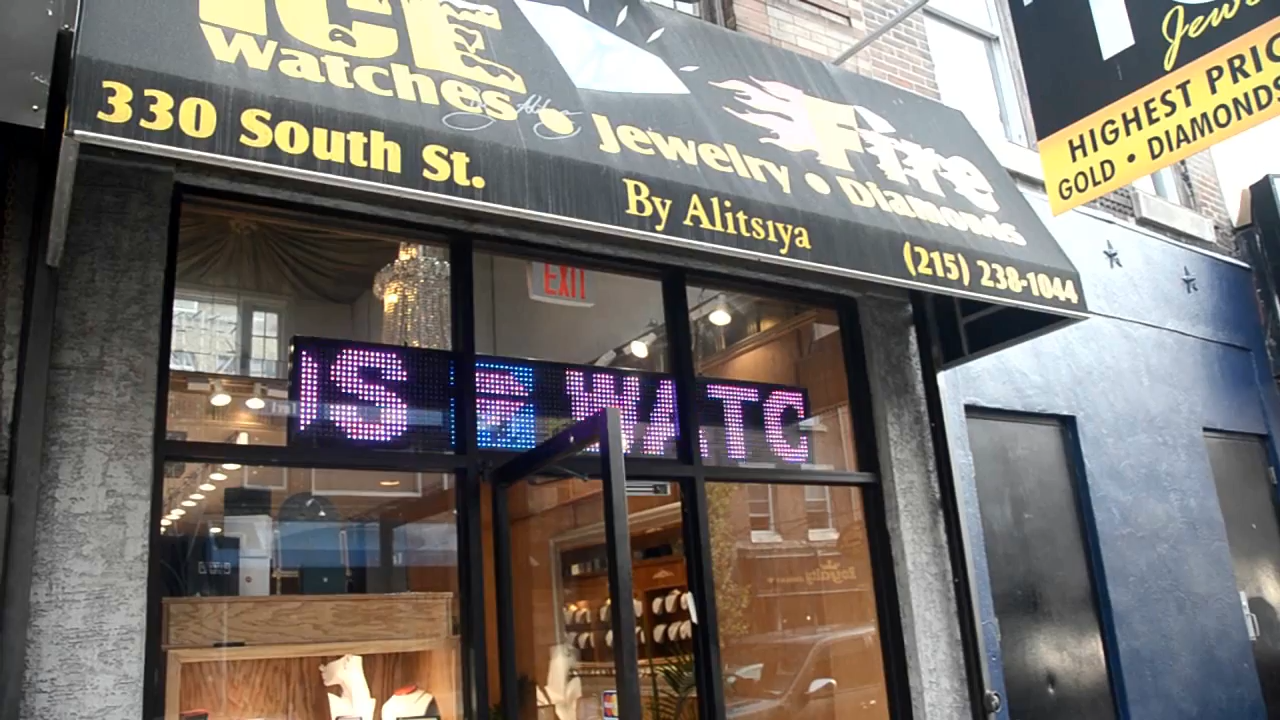 ICE
Watches • Jewelry • Diamonds
Fire
330 South St.
By Alitsiya
(215) 238-1044
HIGHEST PRIC
GOLD • DIAMONDS
EXIT
IS WATC
Royalty